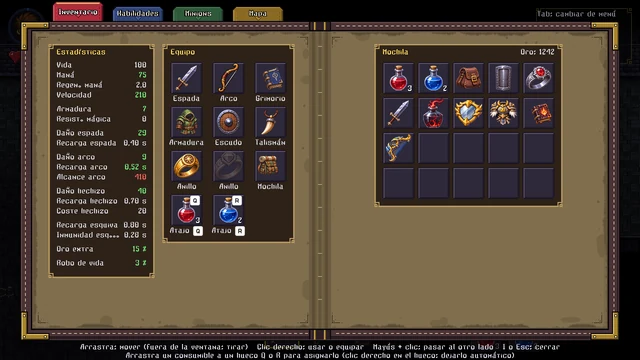 Inventario
Habilidades
Minions
Mapa
Tab: cambiar de menú
Estadísticas
Vida 100
Maná 75
Regen. maná 2,0
Velocidad 210
Armadura 7
Resist. mágica 0
Daño espada 29
Recarga espada 0,40 s
Daño arco 9
Recarga arco 0,52 s
Alcance arco 410
Daño hechizo 40
Recarga hechizo 0,70 s
Coste hechizo 20
Recarga esquiva 0,00 s
Inmunidad esq... 0,20 s
Oro extra 15 %
Robo de vida 3 %
Equipo
Espada Arco Grimorio
Armadura Escudo Talismán
Anillo Anillo Mochila
Q R
3 2
Atajo Q Atajo R
Mochila Oro: 1242
3 2
Arrastra: mover (fuera de la ventana: tirar) Clic derecho: usar o equipar Mayús + clic: pasar al otro lado I o Esc: cerrar
Arrastra un consumible a un hueco Q o R para asignarlo (clic derecho en el hueco: dejarlo automático)